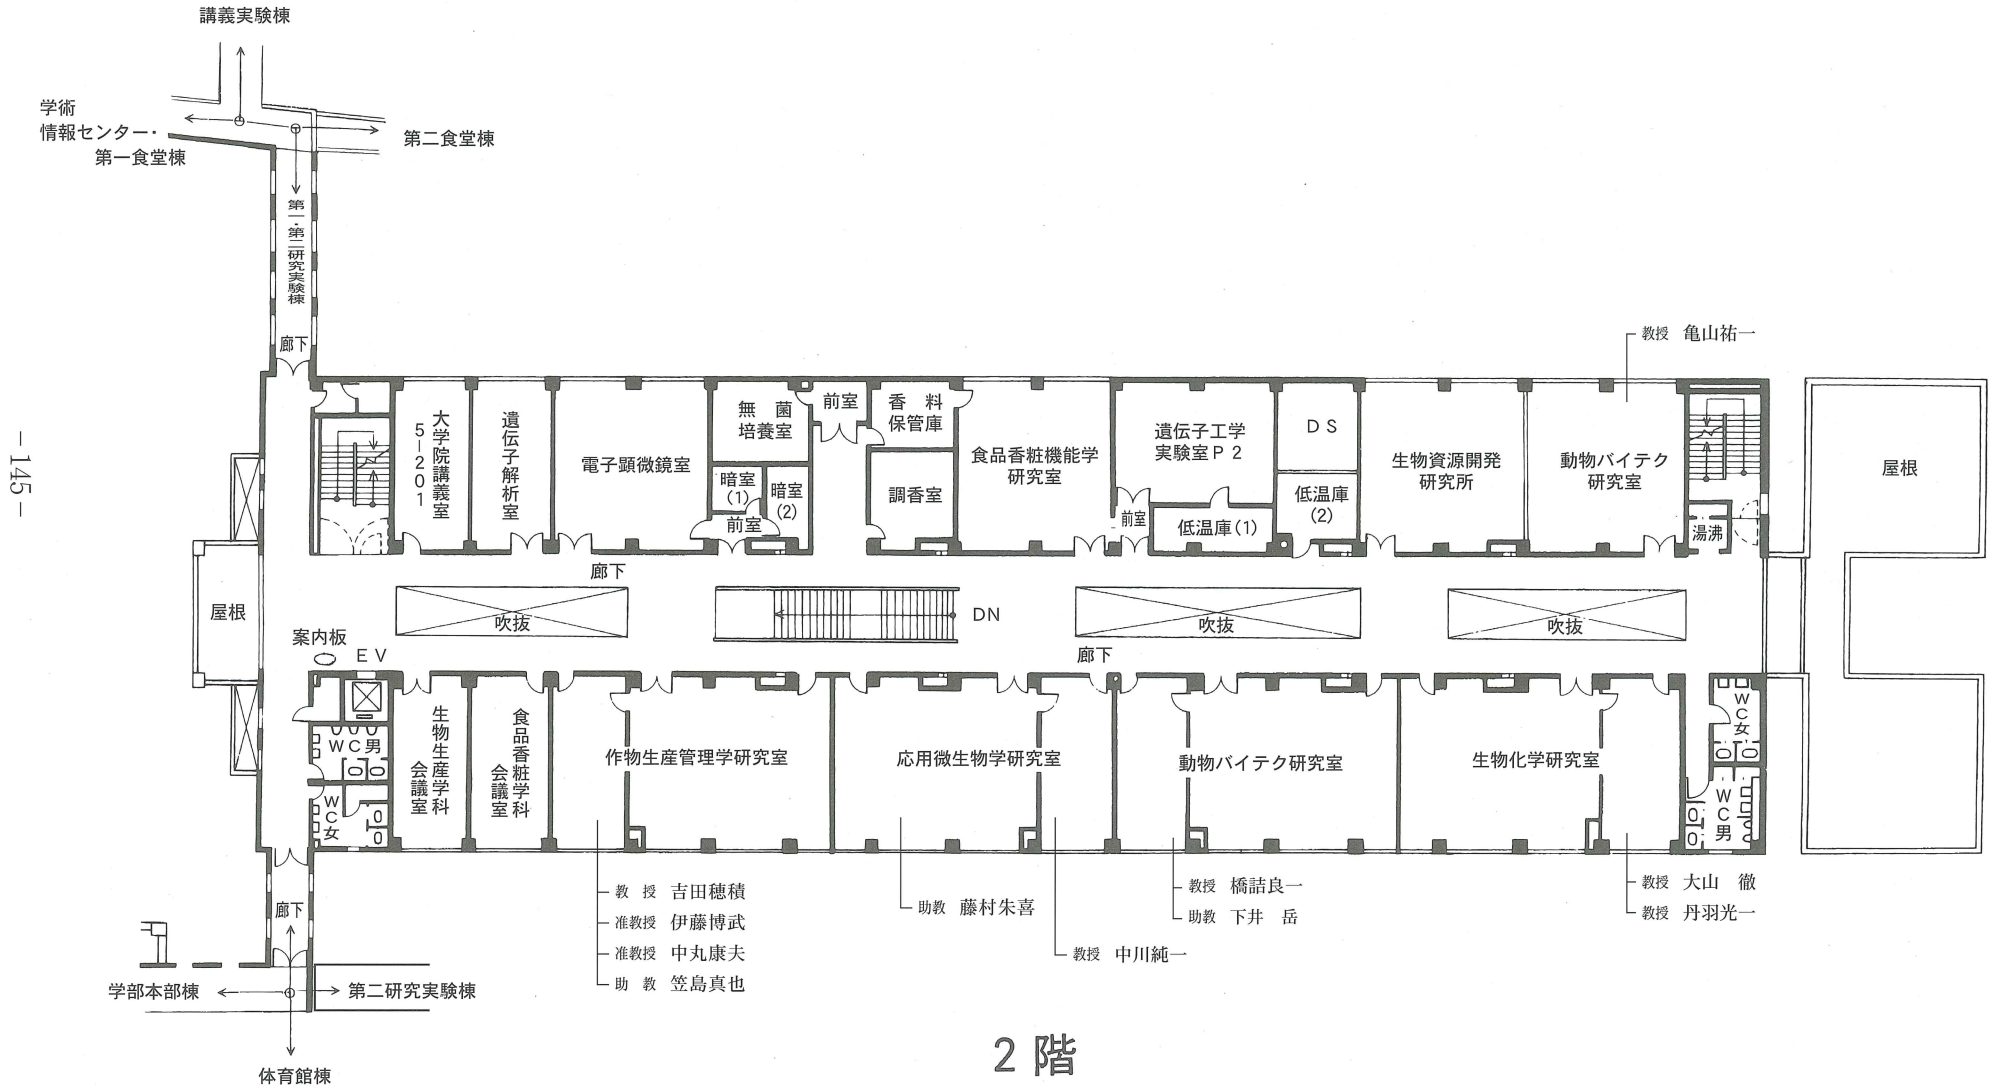 講義実験棟
学術
情報センター・
第一食堂棟
第二食堂棟
第一・第二研究実験棟
廊下
－145－
教授 亀山祐一
大学院講義室
5－201
遺伝子解析室
電子顕微鏡室
無菌
培養室
暗室
(1)
暗室
(2)
前室
前室
香料
保管庫
調香室
食品香粧機能学
研究室
遺伝子工学
実験室P2
前室
低温庫(1)
DS
低温庫
(2)
生物資源開発
研究所
動物バイテク
研究室
湯沸
屋根
廊下
屋根
吹抜
DN
吹抜
吹抜
案内板
EV
廊下
WC男
WC女
生物生産学科
会議室
食品香粧学科
会議室
作物生産管理学研究室
応用微生物学研究室
動物バイテク研究室
生物化学研究室
WC女
WC男
教授 吉田穂積
准教授 伊藤博武
准教授 中丸康夫
助教 笠島真也
助教 藤村朱喜
教授 中川純一
教授 橋詰良一
助教 下井 岳
教授 大山 徹
教授 丹羽光一
廊下
学部本部棟
第二研究実験棟
体育館棟
2階